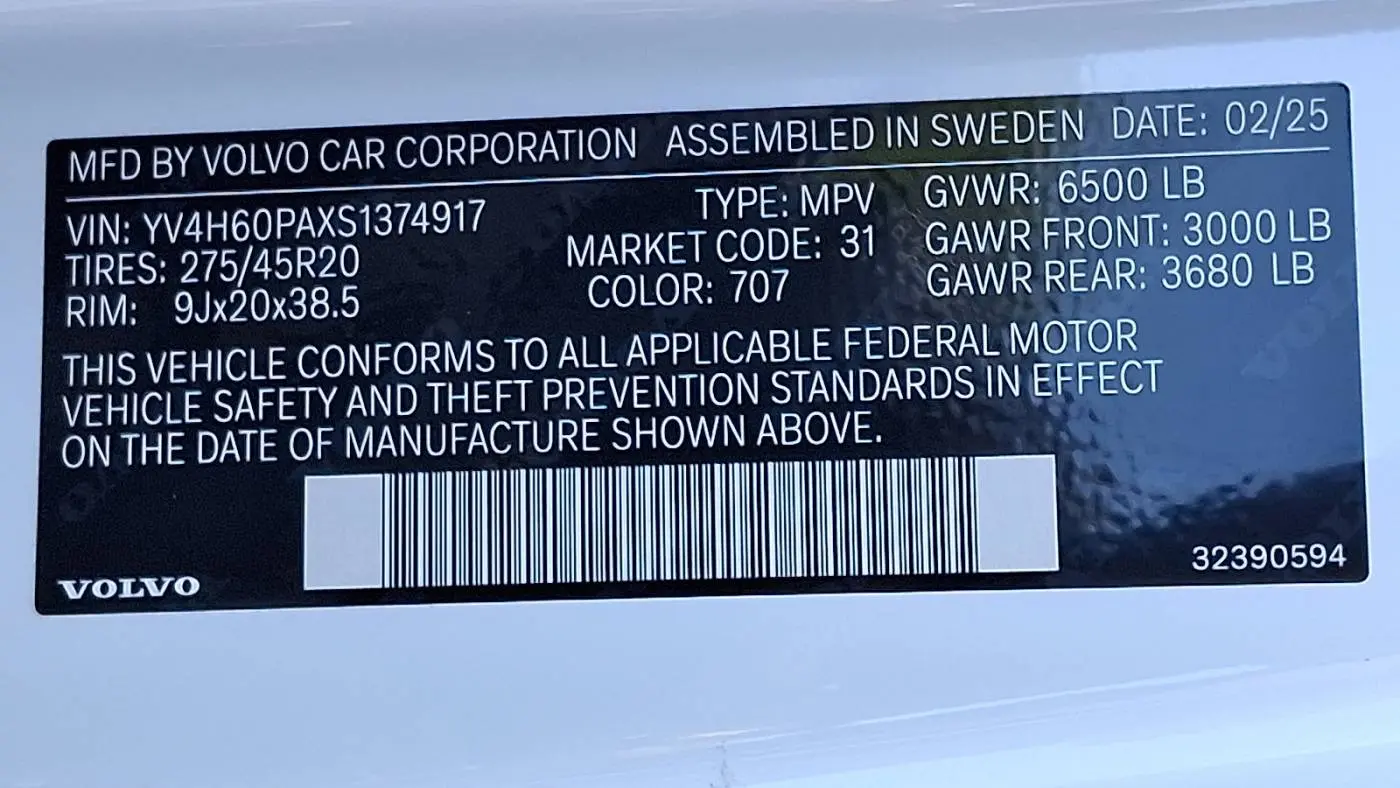 MFD BY VOLVO CAR CORPORATION ASSEMBLED IN SWEDEN DATE: 02/25
VIN: YV4H60PAXS1374917 TYPE: MPV GVWR: 6500 LB
TIRES: 275/45R20 MARKET CODE: 31 GAWR FRONT: 3000 LB
RIM: 9Jx20x38.5 COLOR: 707 GAWR REAR: 3680 LB
THIS VEHICLE CONFORMS TO ALL APPLICABLE FEDERAL MOTOR
VEHICLE SAFETY AND THEFT PREVENTION STANDARDS IN EFFECT
ON THE DATE OF MANUFACTURE SHOWN ABOVE.
32390594
VOLVO